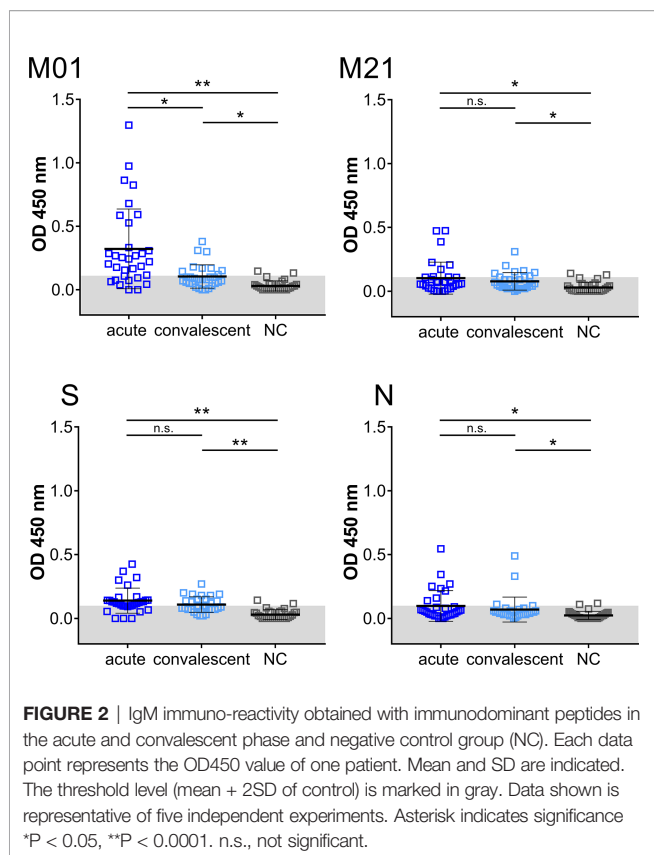 M01
**
*
*
1.5
1.0
0.5
0.0
OD 450 nm
acute
convalescent
NC
M21
*
n.s.
*
1.5
1.0
0.5
0.0
OD 450 nm
acute
convalescent
NC
S
**
n.s.
**
1.5
1.0
0.5
0.0
OD 450 nm
acute
convalescent
NC
N
*
n.s.
*
1.5
1.0
0.5
0.0
OD 450 nm
acute
convalescent
NC
FIGURE 2 | IgM immuno-reactivity obtained with immunodominant peptides in
the acute and convalescent phase and negative control group (NC). Each data
point represents the OD450 value of one patient. Mean and SD are indicated.
The threshold level (mean + 2SD of control) is marked in gray. Data shown is
representative of five independent experiments. Asterisk indicates significance
*P < 0.05, **P < 0.0001. n.s., not significant.